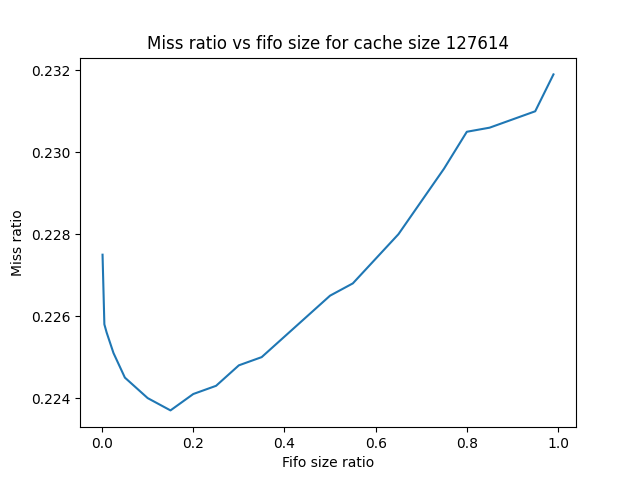 Miss ratio vs fifo size for cache size 127614
0.232
0.230
0.228
0.226
0.224
Miss ratio
0.0 0.2 0.4 0.6 0.8 1.0
Fifo size ratio